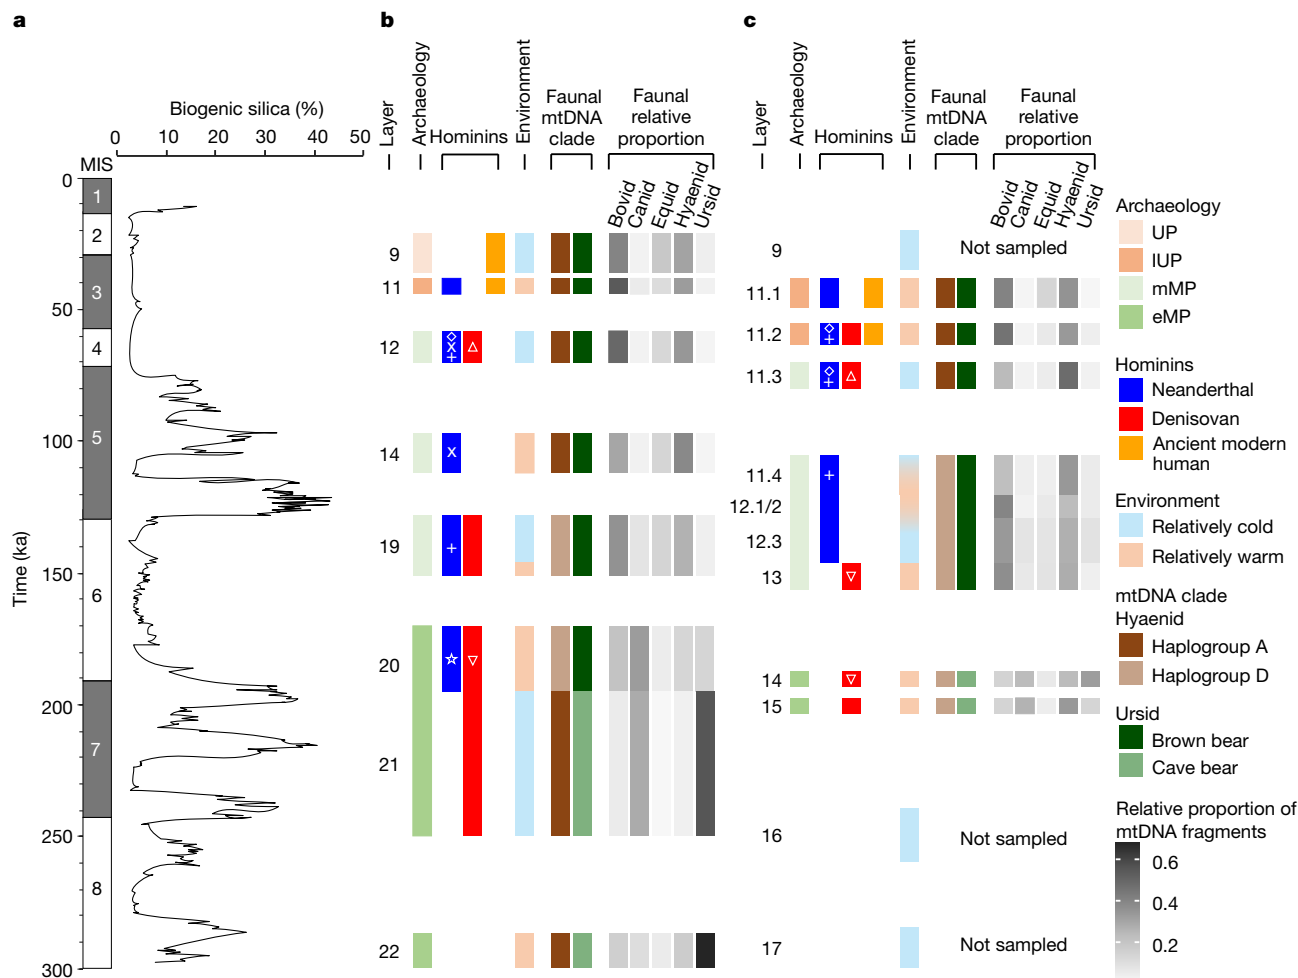 a
Biogenic silica (%)
0 10 20 30 40 50
MIS
Time (ka)
0
50
100
150
200
250
300
1
2
3
4
5
6
7
8
b
Layer
Archaeology
Hominins
Environment
Faunal
mtDNA
clade
Faunal
relative
proportion
Bovid
Canid
Equid
Hyaenid
Ursid
9
11
12
14
19
20
21
22
c
Layer
Archaeology
Hominins
Environment
Faunal
mtDNA
clade
Faunal
relative
proportion
Bovid
Canid
Equid
Hyaenid
Ursid
9
Not sampled
11.1
11.2
11.3
11.4
12.1/2
12.3
13
14
15
16
Not sampled
17
Not sampled
Archaeology
UP
IUP
mMP
eMP
Hominins
Neanderthal
Denisovan
Ancient modern
human
Environment
Relatively cold
Relatively warm
mtDNA clade
Hyaenid
Haplogroup A
Haplogroup D
Ursid
Brown bear
Cave bear
Relative proportion of
mtDNA fragments
0.6
0.4
0.2